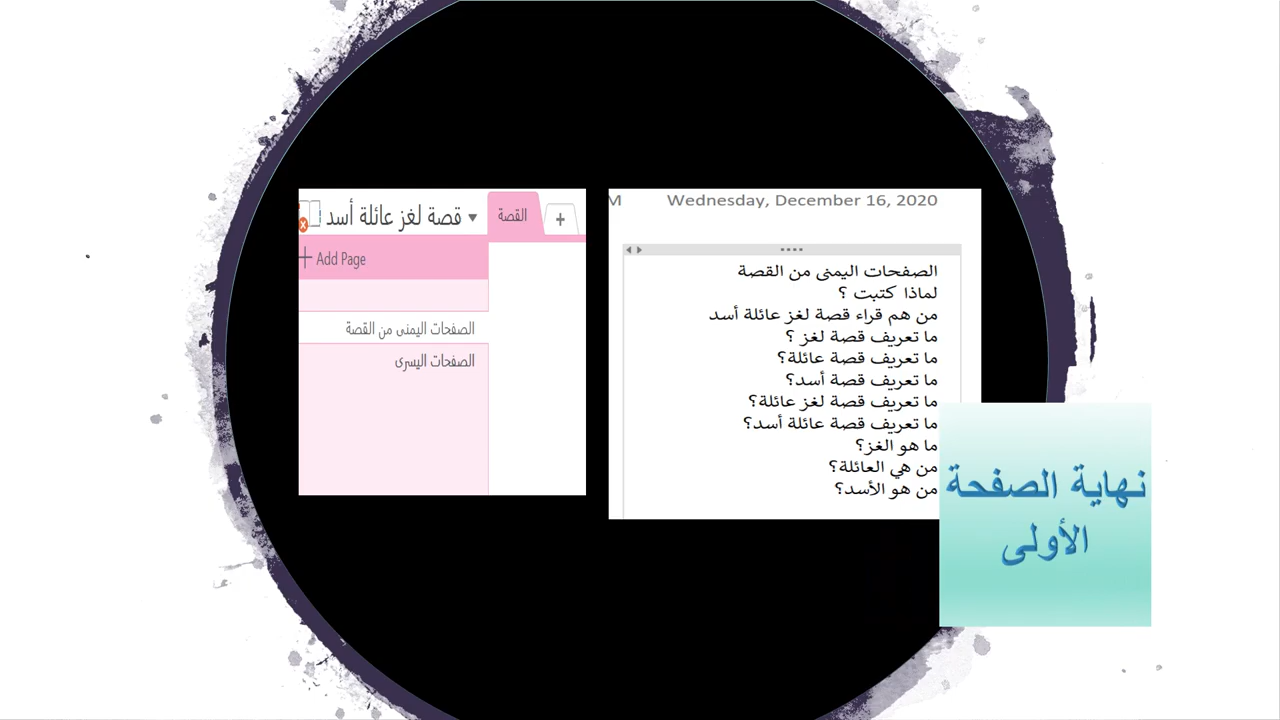 قصة لغز عائلة أسد
القصة
+
Add Page
الصفحات اليمنى من القصة
الصفحات اليسرى
M
Wednesday, December 16, 2020
الصفحات اليمنى من القصة
لماذا كتبت ؟
من هم قراء قصة لغز عائلة أسد
ما تعريف قصة لغز ؟
ما تعريف قصة عائلة؟
ما تعريف قصة أسد؟
ما تعريف قصة لغز عائلة؟
ما تعريف قصة عائلة أسد؟
ما هو الغز؟
من هي العائلة؟
من هو الأسد؟
نهاية الصفحة
الأولى